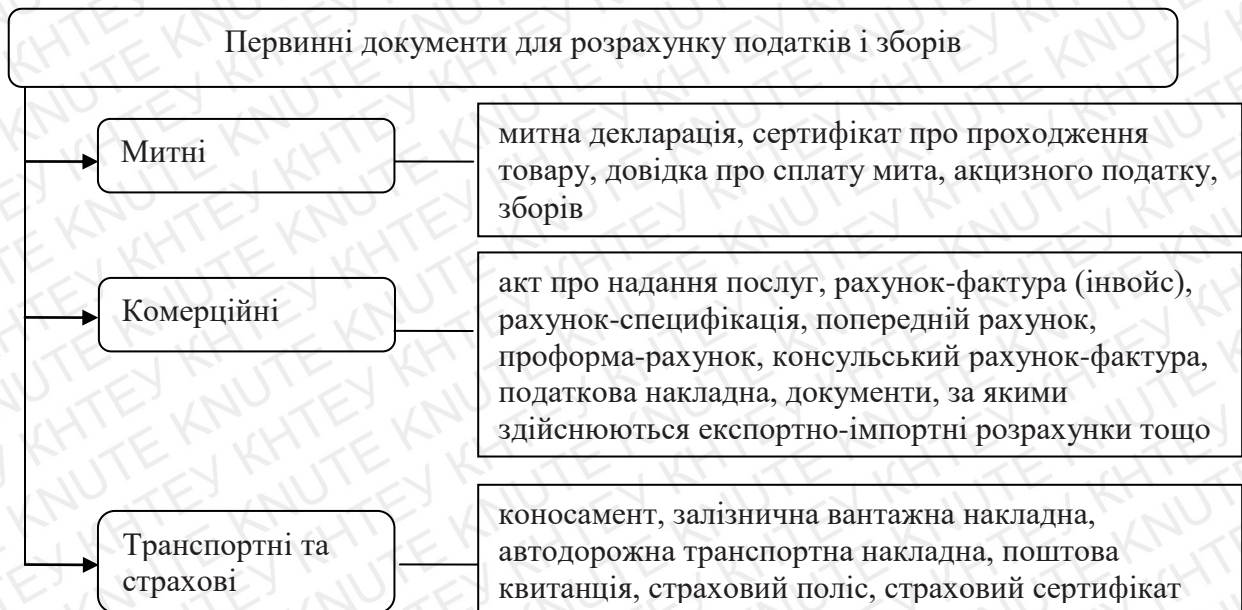 Первинні документи для розрахунку податків і зборів
Митні
митна декларація, сертифікат про проходження
товару, довідка про сплату мита, акцизного податку,
зборів
Комерційні
акт про надання послуг, рахунок-фактура (інвойс),
рахунок-специфікація, попередній рахунок,
проформа-рахунок, консульський рахунок-фактура,
податкова накладна, документи, за якими
здійснюються експортно-імпортні розрахунки тощо
Транспортні та
страхові
коносамент, залізнична вантажна накладна,
автодорожна транспортна накладна, поштова
квитанція, страховий поліс, страховий сертифікат